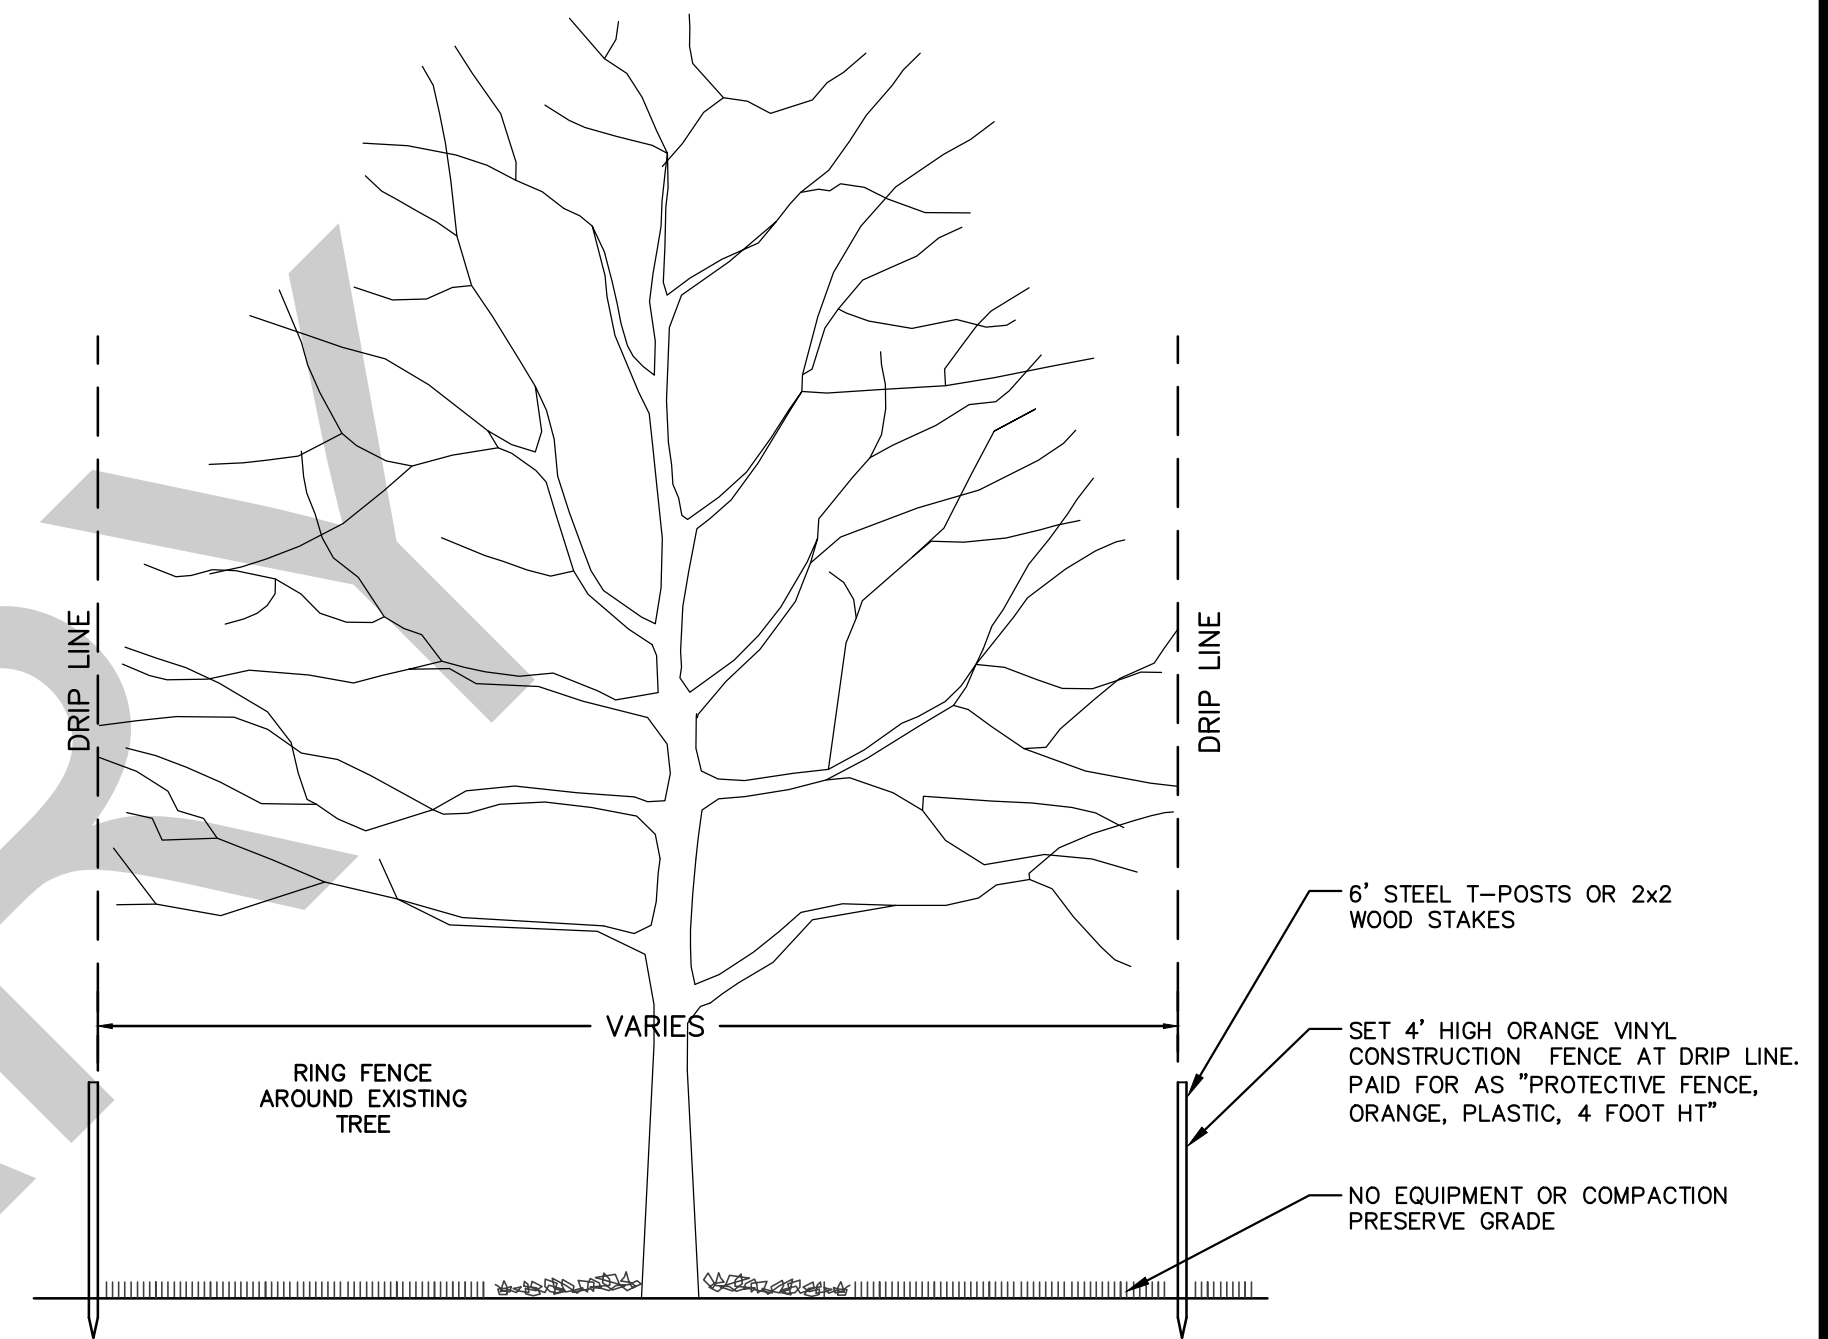 DRIP LINE
DRIP LINE
6' STEEL T-POSTS OR 2x2
WOOD STAKES
VARIES
SET 4' HIGH ORANGE VINYL
CONSTRUCTION FENCE AT DRIP LINE.
PAID FOR AS "PROTECTIVE FENCE,
ORANGE, PLASTIC, 4 FOOT HT"
RING FENCE
AROUND EXISTING
TREE
NO EQUIPMENT OR COMPACTION
PRESERVE GRADE
RY